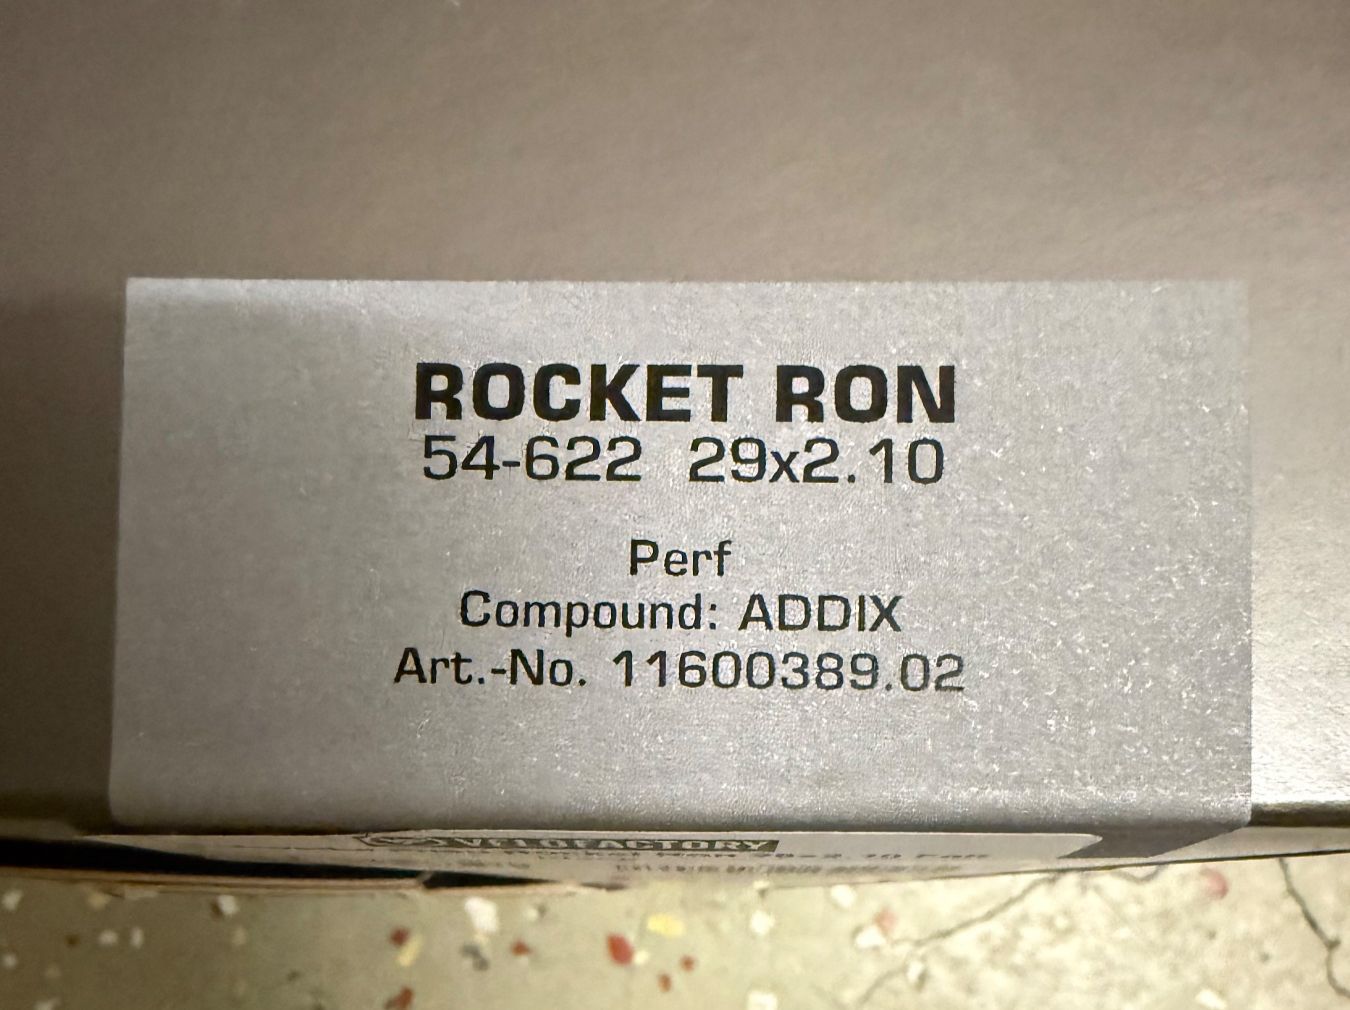 ROCKET RON
54-622 29x2.10
Perf
Compound: ADDIX
Art.-No. 11600389.02
VELOFACTORY